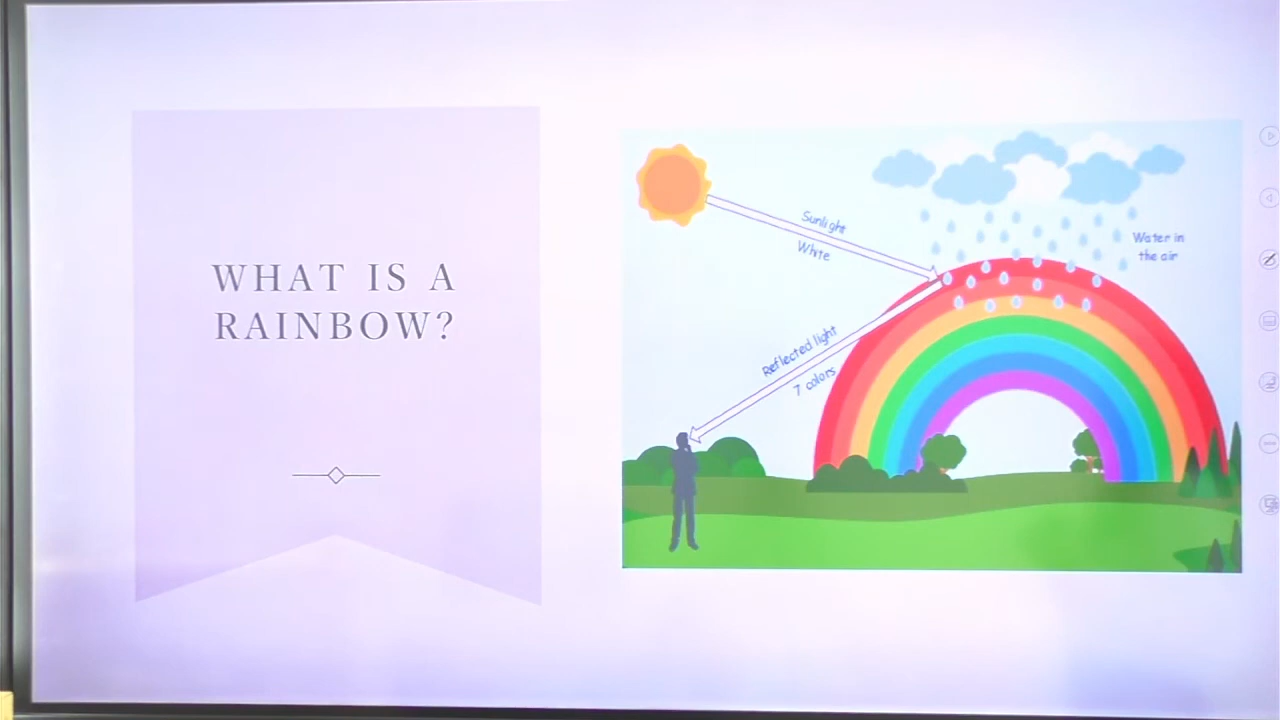 WHAT IS A
RAINBOW?
Sunlight
White
Water in
the air
Reflected light
7 colors